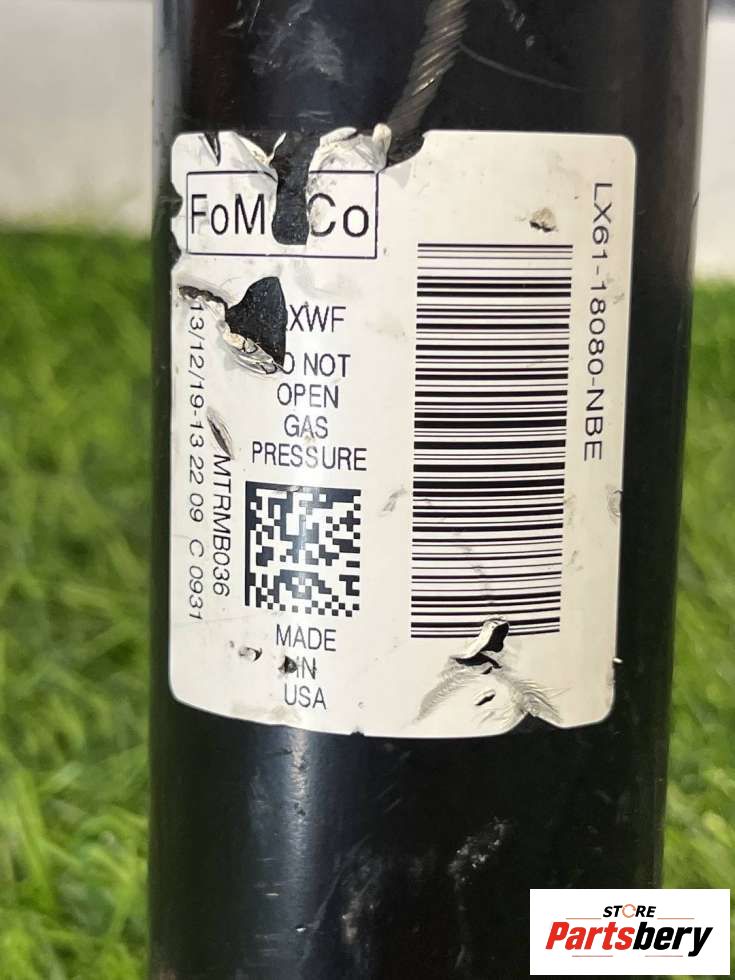 FoM Co
LX61-18080-NBE
XWF
O NOT
OPEN
GAS
PRESSURE
13/12/19-13 22 09 C 0931
MTRMB036
MADE
IN
USA
STORE
Partsbery